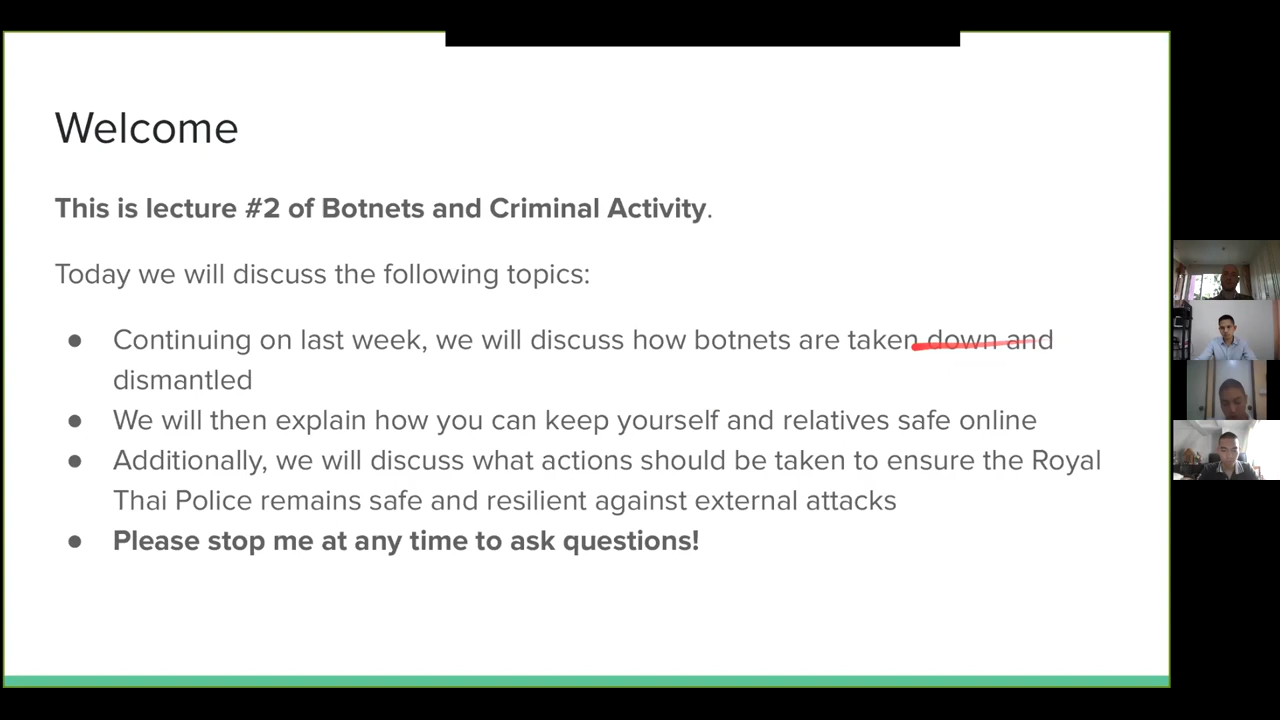 Welcome
This is lecture #2 of Botnets and Criminal Activity.
Today we will discuss the following topics:
● Continuing on last week, we will discuss how botnets are taken down and
dismantled
● We will then explain how you can keep yourself and relatives safe online
● Additionally, we will discuss what actions should be taken to ensure the Royal
Thai Police remains safe and resilient against external attacks
● Please stop me at any time to ask questions!